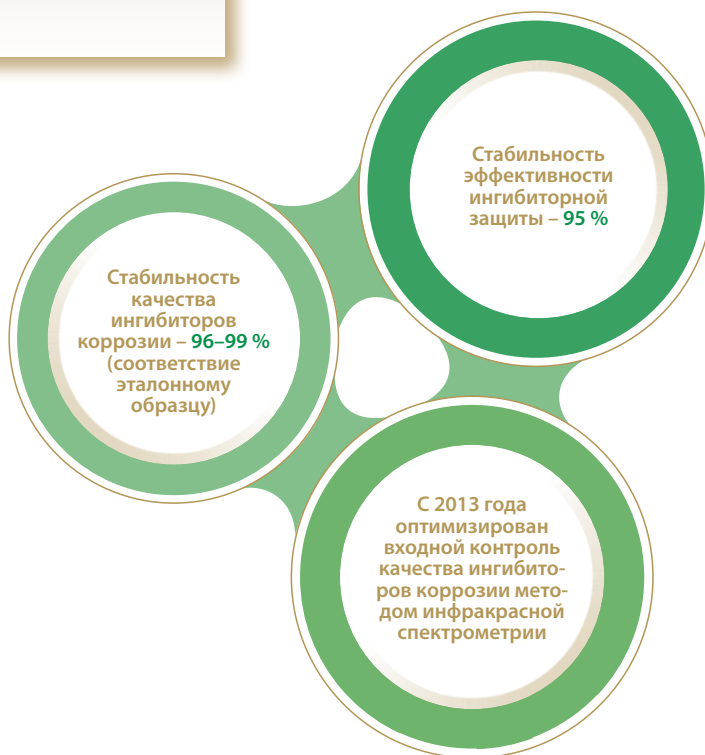 Стабильность
эффективности
ингибиторной
защиты – 95 %
Стабильность
качества
ингибиторов
коррозии – 96–99 %
(соответствие
эталонному
образцу)
С 2013 года
оптимизирован
входной контроль
качества ингибито-
ров коррозии мето-
дом инфракрасной
спектрометрии